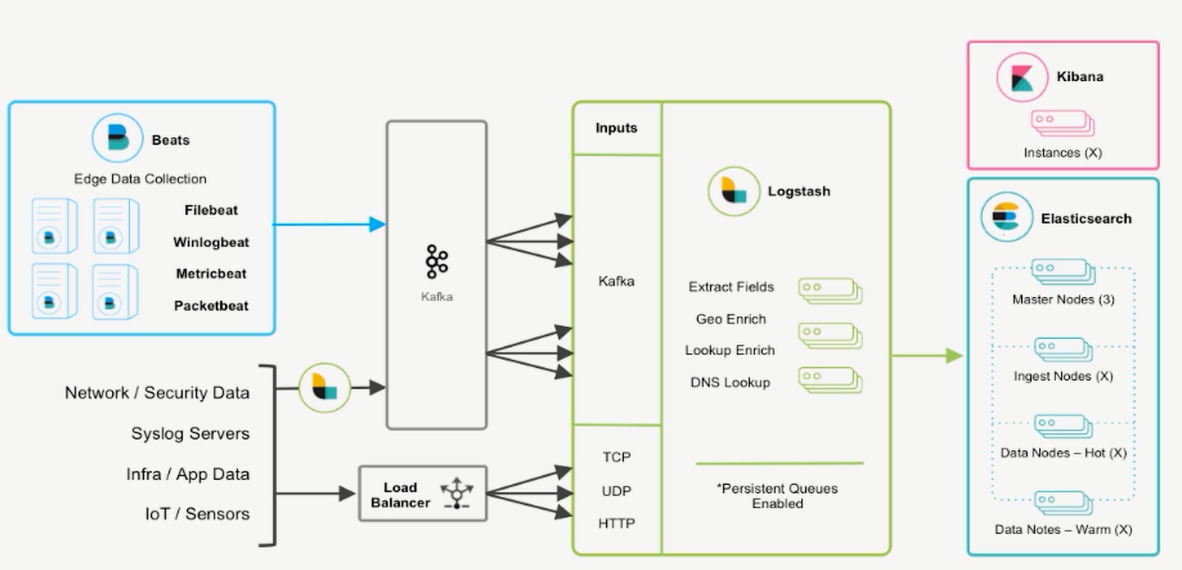 Beats
Edge Data Collection
Filebeat
Winlogbeat
Metricbeat
Packetbeat
Network / Security Data
Syslog Servers
Infra / App Data
IoT / Sensors
Kafka
Load
Balancer
Inputs
Kafka
TCP
UDP
HTTP
Logstash
Extract Fields
Geo Enrich
Lookup Enrich
DNS Lookup
*Persistent Queues
Enabled
Kibana
Instances (X)
Elasticsearch
Master Nodes (3)
Ingest Nodes (X)
Data Nodes – Hot (X)
Data Notes – Warm (X)